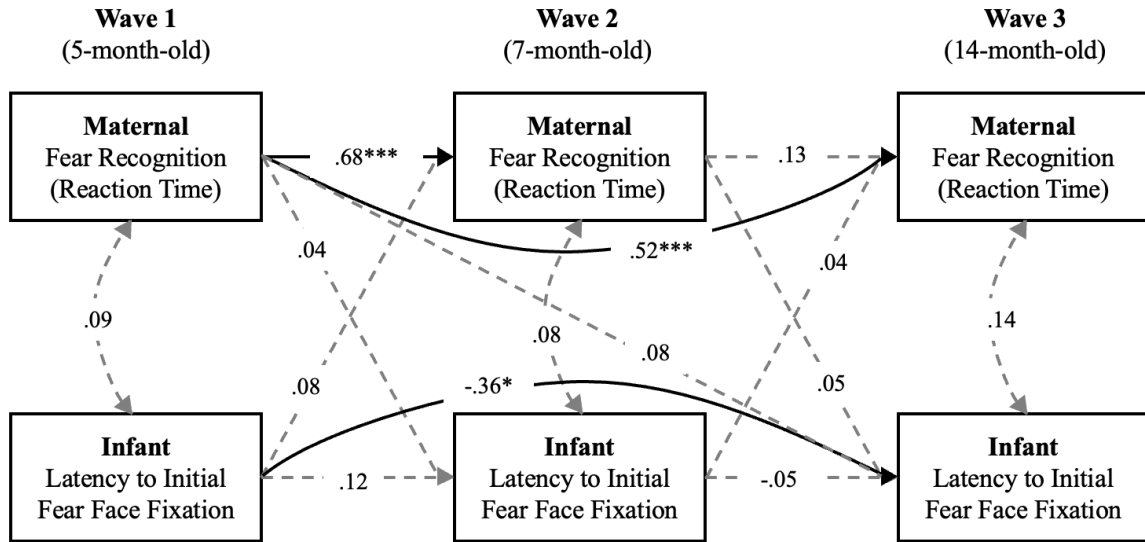 Wave 1
(5-month-old)
Wave 2
(7-month-old)
Wave 3
(14-month-old)
Maternal
Fear Recognition
(Reaction Time)
.68***
Maternal
Fear Recognition
(Reaction Time)
.13
Maternal
Fear Recognition
(Reaction Time)
.04
.52***
.04
.09
.08
.08
.14
.08
-.36*
.05
Infant
Latency to Initial
Fear Face Fixation
.12
Infant
Latency to Initial
Fear Face Fixation
-.05
Infant
Latency to Initial
Fear Face Fixation